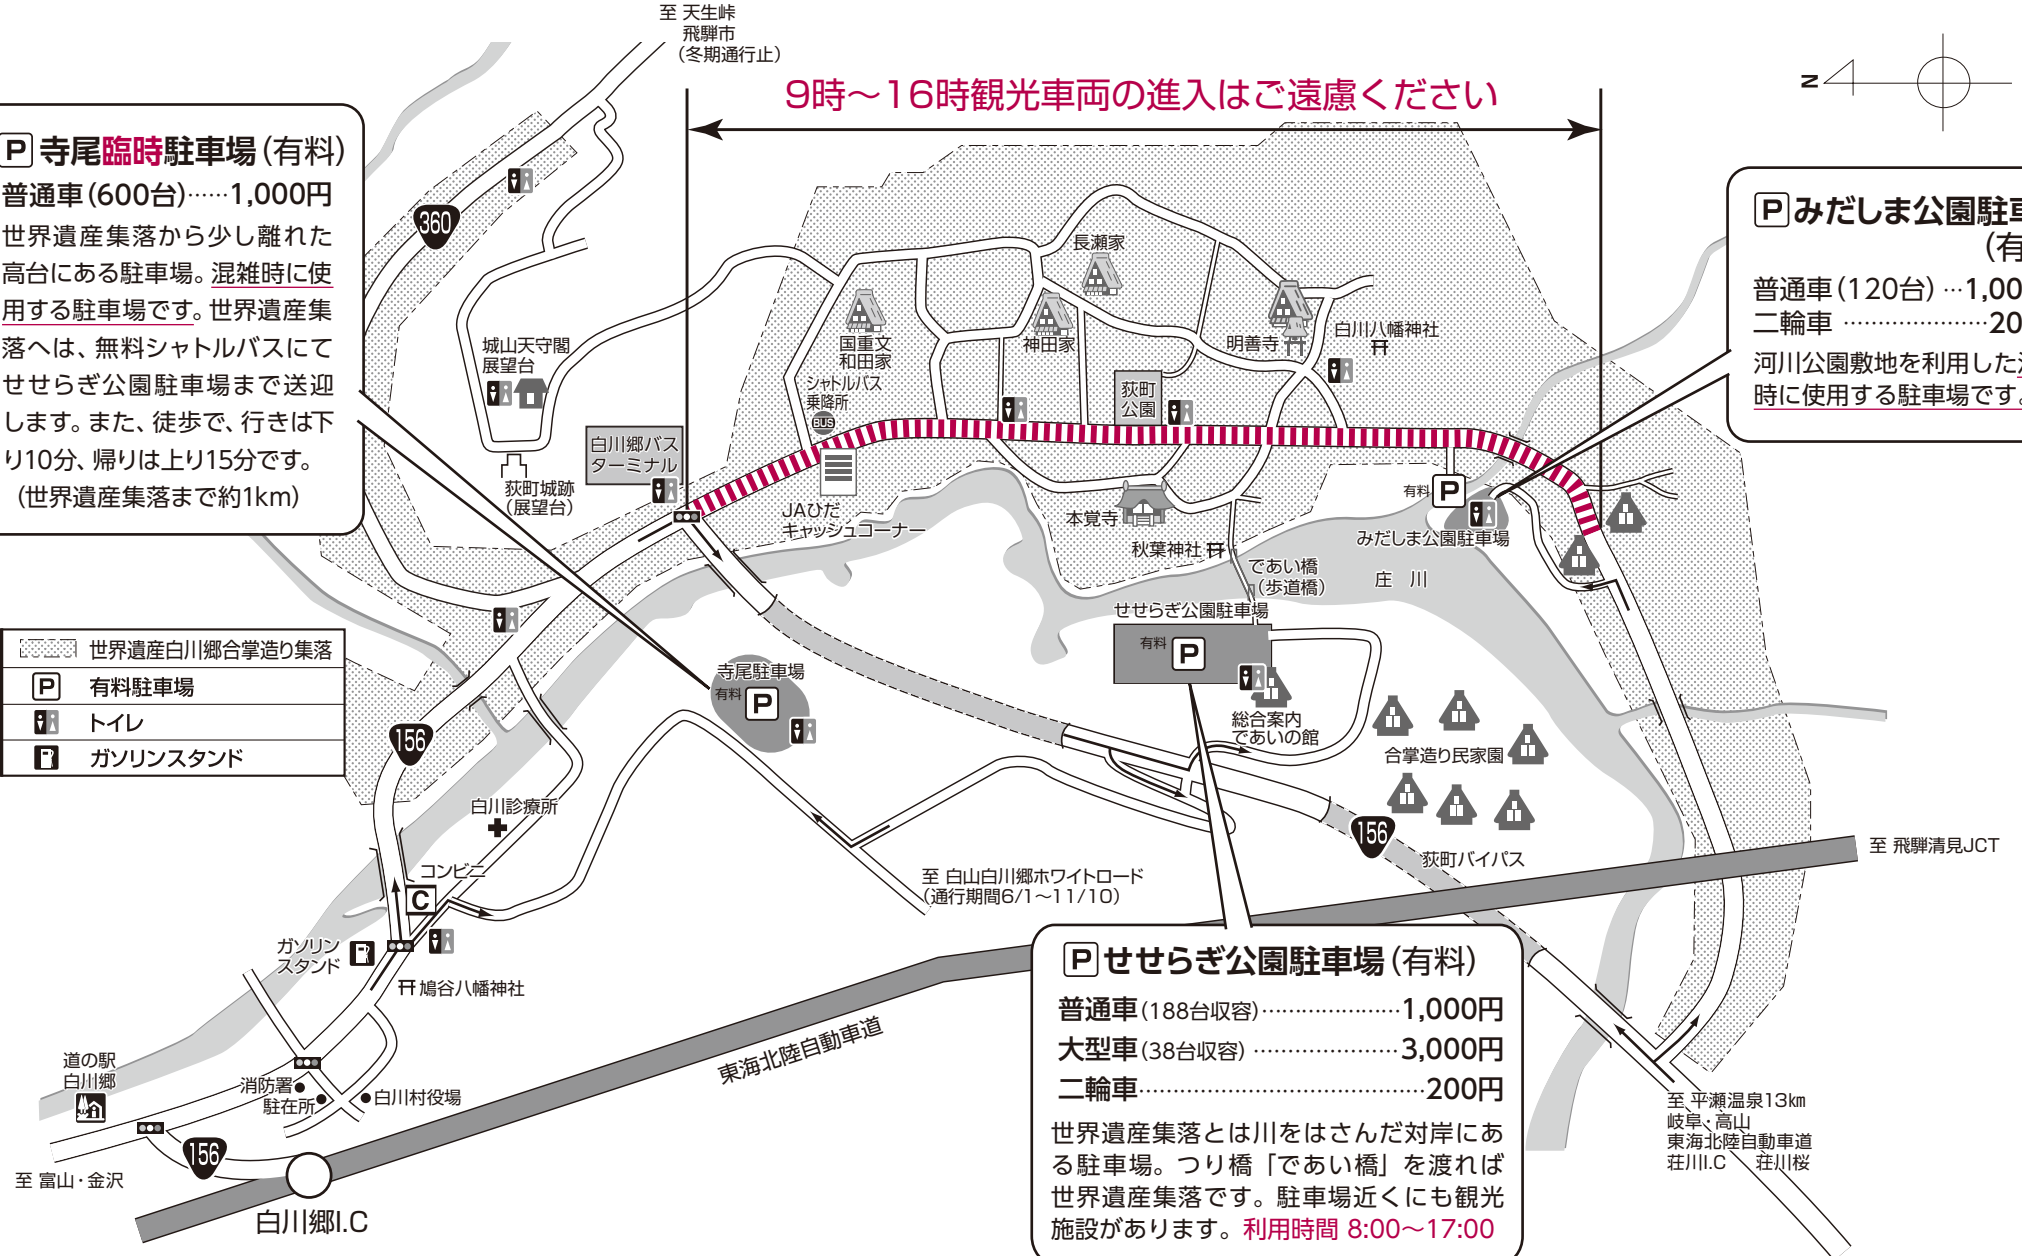 至 天生峠
飛騨市
（冬期通行止）
9時～16時観光車両の進入はご遠慮ください
N
P 寺尾臨時駐車場（有料）
普通車（600台）……1,000円
世界遺産集落から少し離れた
高台にある駐車場。混雑時に使
用する駐車場です。世界遺産集
落へは、無料シャトルバスにて
せせらぎ公園駐車場まで送迎
します。また、徒歩で、行きは下
り10分、帰りは上り15分です。
（世界遺産集落まで約1km）
P みだしま公園駐
（有
普通車（120台）…1,00
二輪車 …………………20
河川公園敷地を利用した
時に使用する駐車場です。
360
長瀬家
国重文
和田家
神田家
明善寺
白川八幡神社
城山天守閣
展望台
シャトルバス
乗降所
BUS
荻町
公園
白川郷バス
ターミナル
荻町城跡
（展望台）
JAひだ
キャッシュコーナー
本覚寺
秋葉神社
有料 P
みだしま公園駐車場
であい橋
（歩道橋）
庄 川
せせらぎ公園駐車場
有料 P
総合案内
であいの館
合掌造り民家園
世界遺産白川郷合掌造り集落
P 有料駐車場
トイレ
ガソリンスタンド
寺尾駐車場
有料 P
156
白川診療所
コンビニ
C
ガソリン
スタンド
鳩谷八幡神社
至 白山白川郷ホワイトロード
（通行期間6/1～11/10）
156
荻町バイパス
至 飛騨清見JCT
東海北陸自動車道
P せせらぎ公園駐車場（有料）
普通車（188台収容）…………………1,000円
大型車（38台収容）…………………3,000円
二輪車……………………………………200円
世界遺産集落とは川をはさんだ対岸にあ
る駐車場。つり橋「であい橋」を渡れば
世界遺産集落です。駐車場近くにも観光
施設があります。利用時間 8:00～17:00
道の駅
白川郷
消防署
駐在所
白川村役場
156
至 富山・金沢
白川郷I.C
至 平瀬温泉13km
岐阜・高山
東海北陸自動車道
荘川I.C 荘川桜